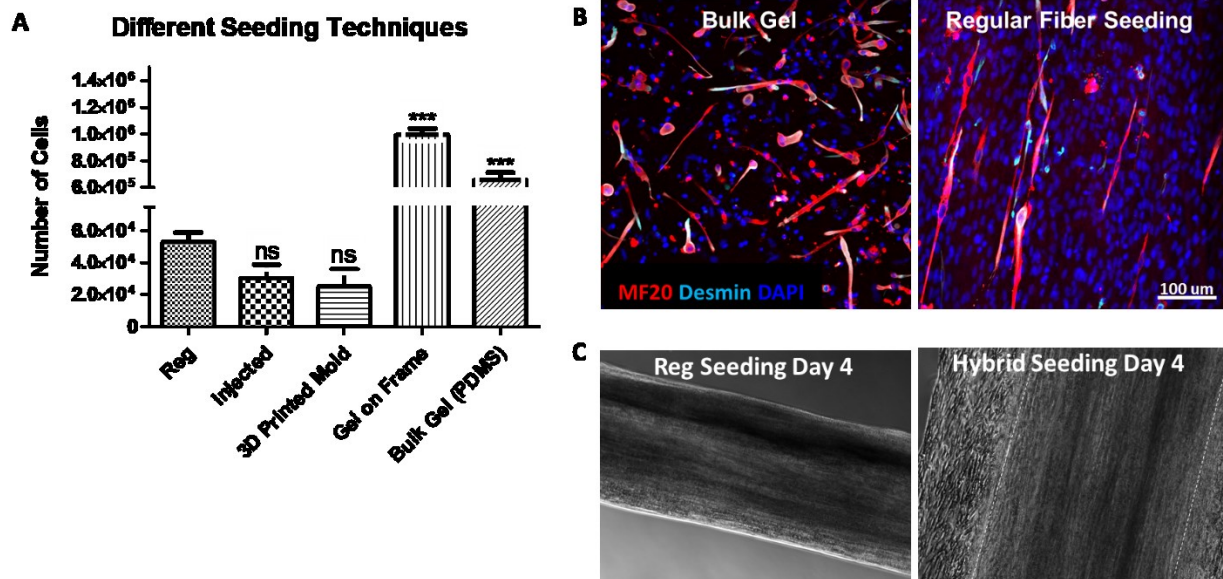 A
Different Seeding Techniques
Number of Cells
1.4×10⁶
1.2×10⁶
1.0×10⁶
8.0×10⁵
6.0×10⁵
6.0×10⁴
4.0×10⁴
2.0×10⁴
0
ns
ns
***
***
Reg
Injected
3D Printed Mold
Gel on Frame
Bulk Gel (PDMS)
B
Bulk Gel
Regular Fiber Seeding
MF20 Desmin DAPI
100 um
C
Reg Seeding Day 4
Hybrid Seeding Day 4